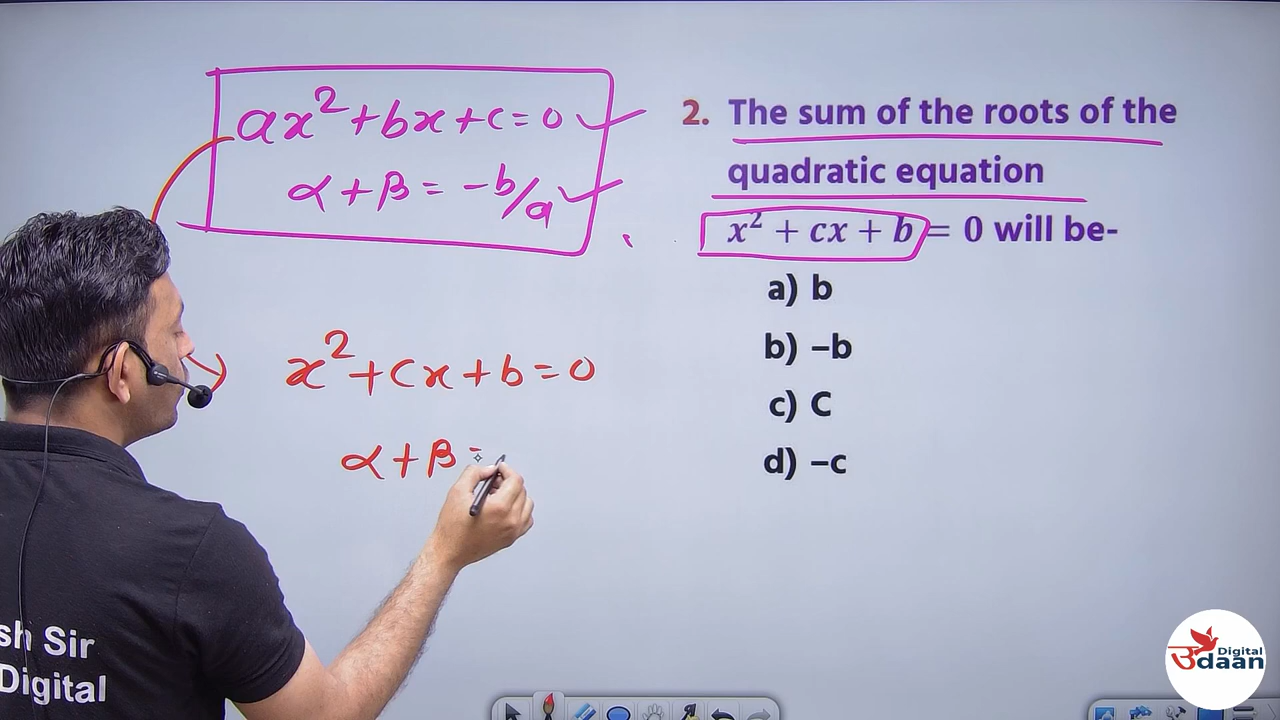 ax²+bx+c=0
α+β=-b/a
x²+cx+b=0
α+β=
2. The sum of the roots of the
quadratic equation
x² + cx + b = 0 will be-
a) b
b) –b
c) C
d) –c
sh Sir
Digital
Digital
उdaan